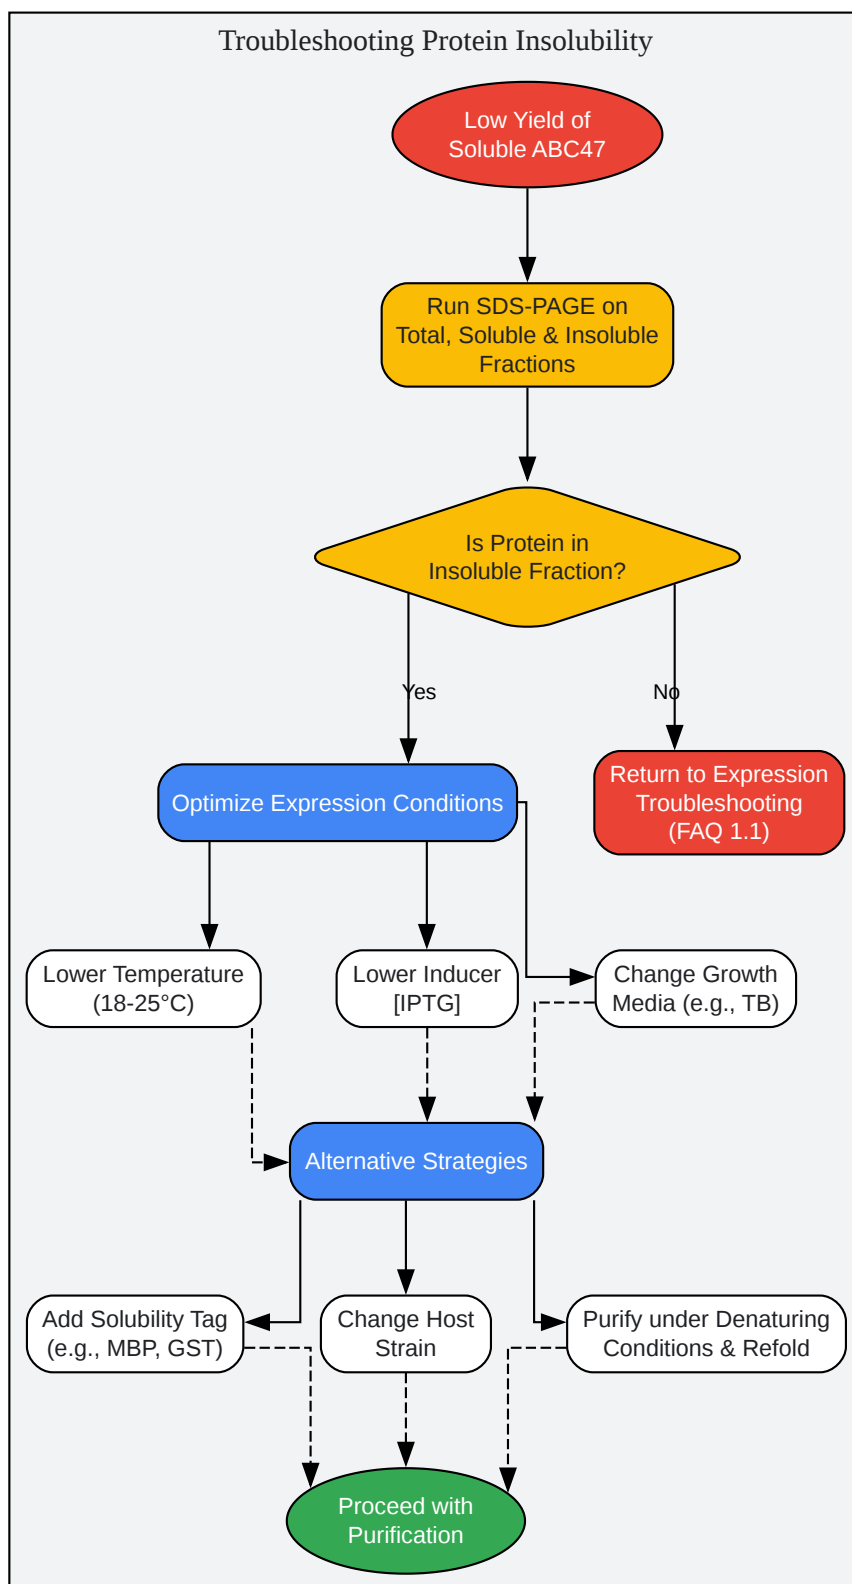 Troubleshooting Protein Insolubility
Low Yield of
Soluble ABC47
Run SDS-PAGE on
Total, Soluble & Insoluble
Fractions
Is Protein in
Insoluble Fraction?
Yes
No
Optimize Expression Conditions
Return to Expression
Troubleshooting
(FAQ 1.1)
Lower Temperature
(18-25°C)
Lower Inducer
[IPTG]
Change Growth
Media (e.g., TB)
Alternative Strategies
Add Solubility Tag
(e.g., MBP, GST)
Change Host
Strain
Purify under Denaturing
Conditions & Refold
Proceed with
Purification